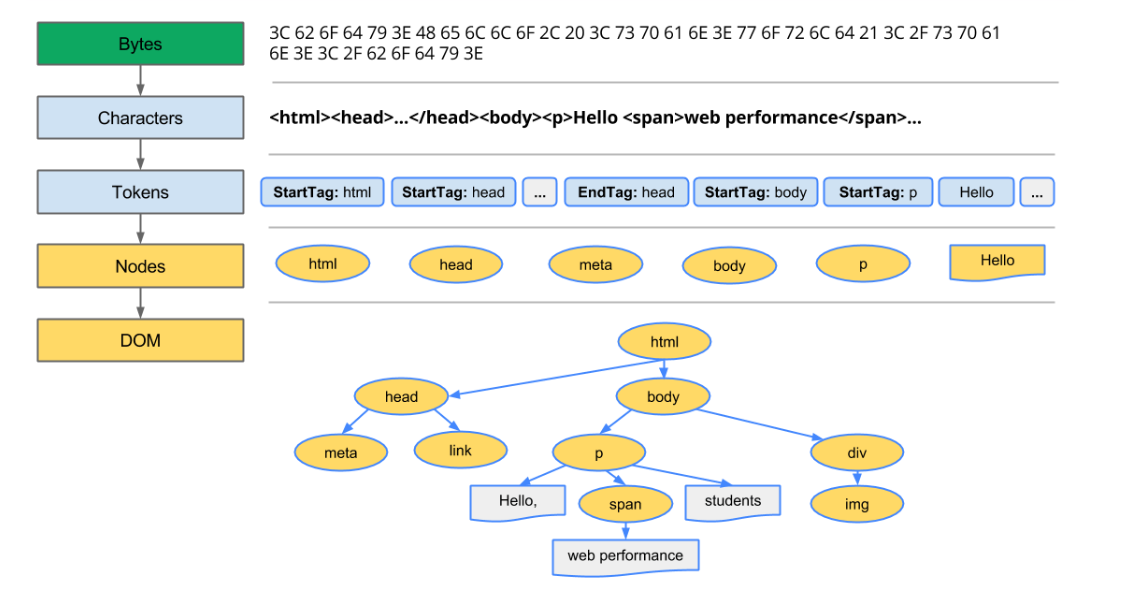 Bytes
3C 62 6F 64 79 3E 48 65 6C 6C 6F 2C 20 3C 73 70 61 6E 3E 77 6F 72 6C 64 21 3C 2F 73 70 61
6E 3E 3C 2F 62 6F 64 79 3E
Characters
<html><head>...</head><body><p>Hello <span>web performance</span>...
Tokens
StartTag: html
StartTag: head
...
EndTag: head
StartTag: body
StartTag: p
Hello
...
Nodes
html
head
meta
body
p
Hello
DOM
html
head
body
meta
link
p
div
Hello,
span
students
img
web performance